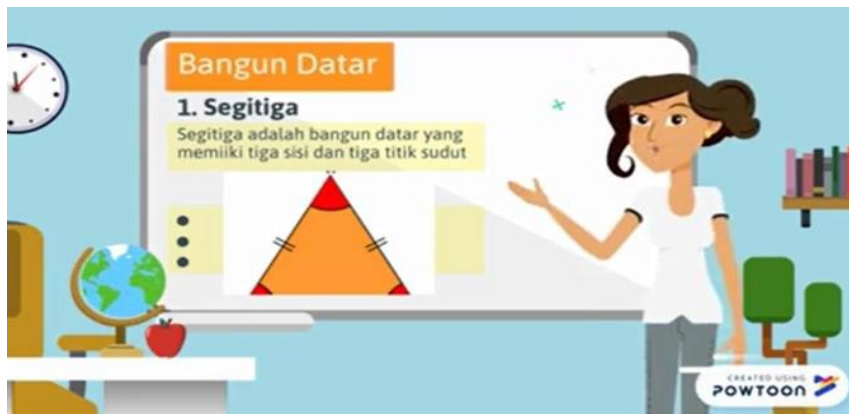 Bangun Datar
1. Segitiga
Segitiga adalah bangun datar yang
memiiki tiga sisi dan tiga titik sudut
CREATED USING
POWTOON